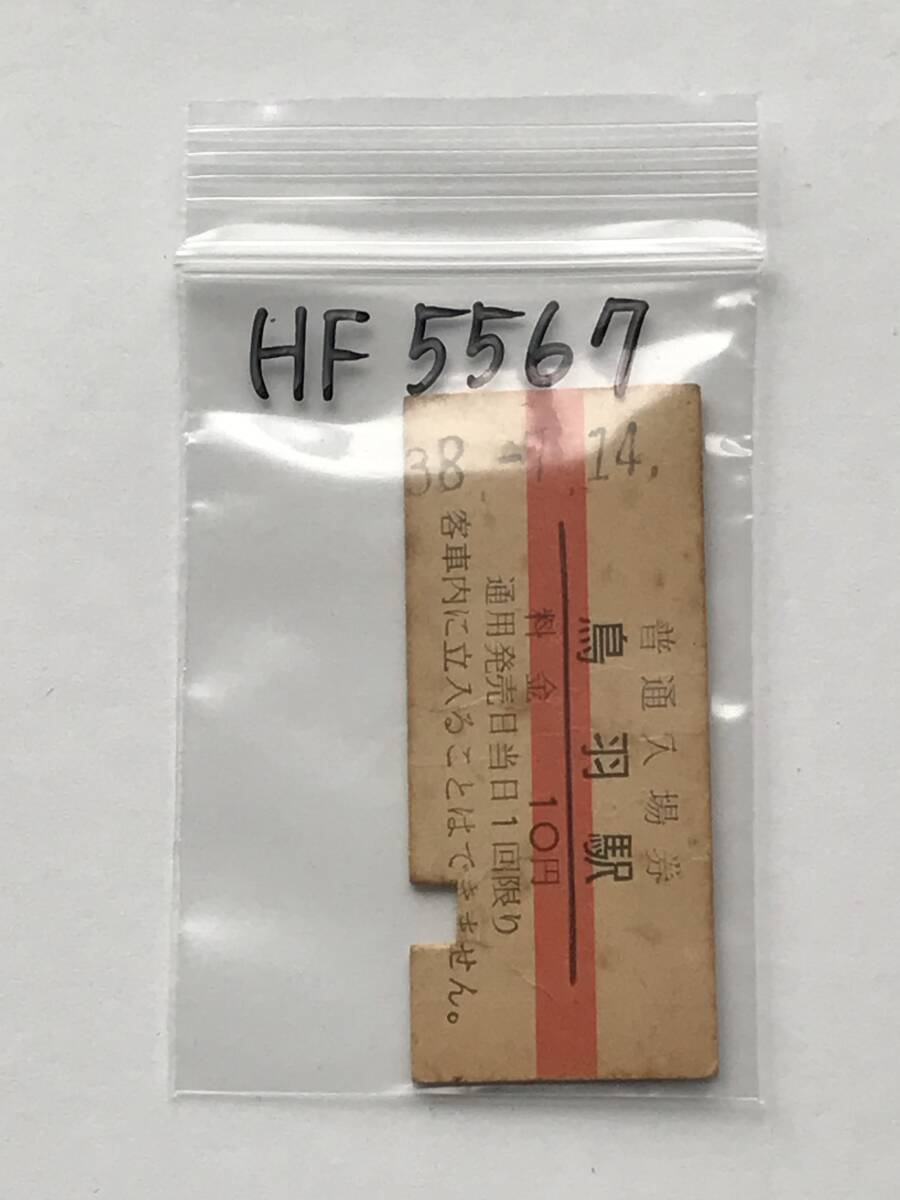 HF 5567
38 14.
普通入場券
鳥羽駅
料金 10円
通用発売日当日1回限り
客車内に立入ることはできません。